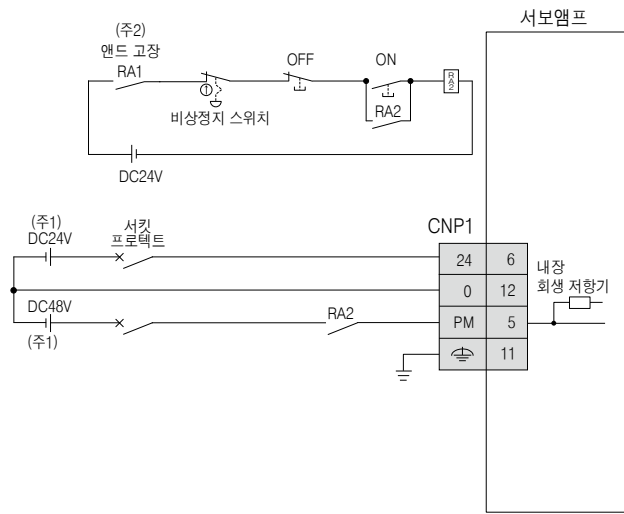 서보앰프
(주2)
앤드 고장
RA1
①
비상정지 스위치
OFF
ON
RA2
RA2
DC24V
(주1)
DC24V
서킷
프로텍트
CNP1
24 6
0 12
PM 5
11
내장
회생 저항기
DC48V
(주1)
RA2